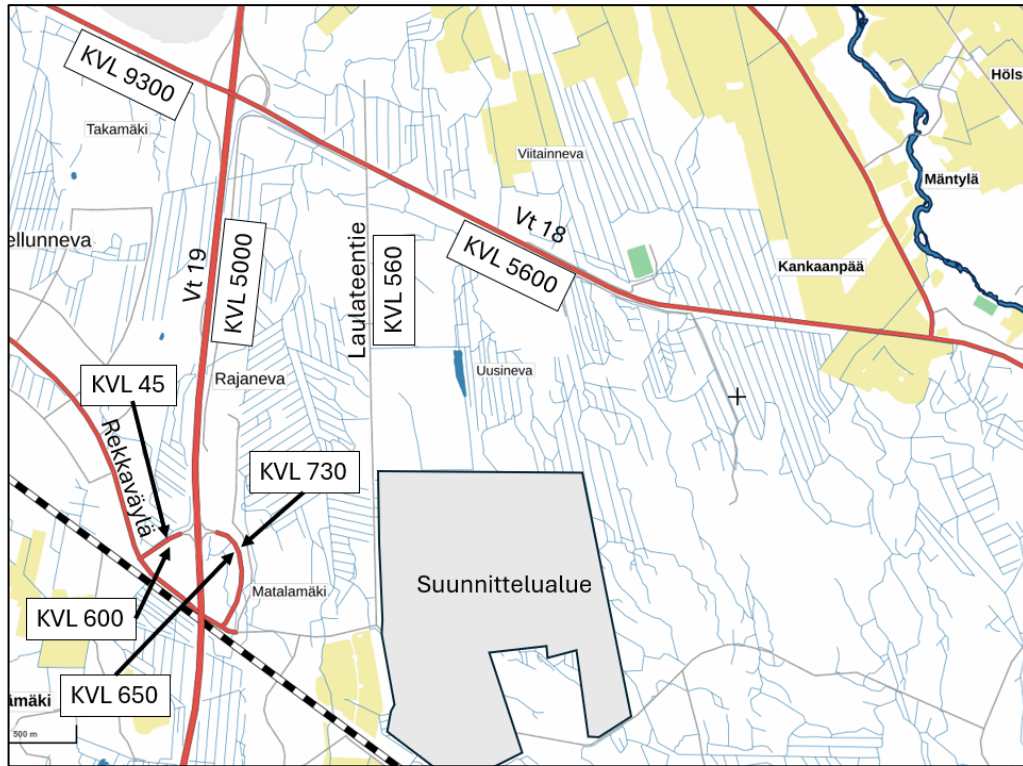 KVL 9300
Höls
Takamäki
Viitainneva
Mäntylä
ellunneva
Vt 19
KVL 5000
Laulateentie
KVL 560
Vt 18
KVL 5600
Kankaanpää
KVL 45
Rajaneva
Uusineva
Rekkaväylä
KVL 730
Matalamäki
Suunnittelualue
KVL 600
KVL 650
ämäki
500 m